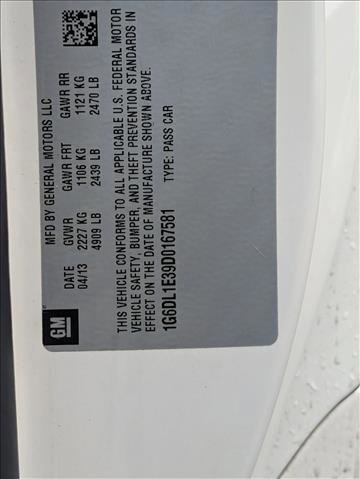 MFD BY GENERAL MOTORS LLC
DATE GVWR GAWR FRT GAWR RR
04/13 2227 KG 1106 KG 1121 KG
4909 LB 2439 LB 2470 LB
THIS VEHICLE CONFORMS TO ALL APPLICABLE U.S. FEDERAL MOTOR
VEHICLE SAFETY, BUMPER, AND THEFT PREVENTION STANDARDS IN
EFFECT ON THE DATE OF MANUFACTURE SHOWN ABOVE.
1G6DL1E39D0167581 TYPE: PASS CAR
GM